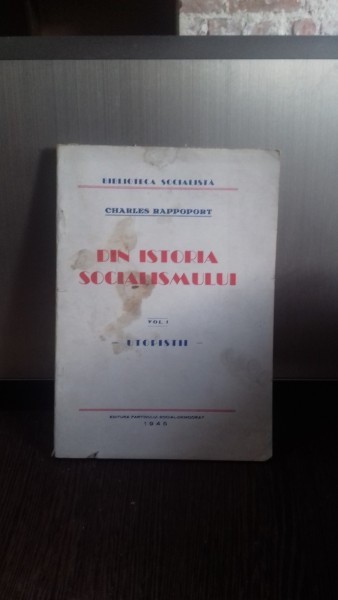 BIBLIOTECA SOCIALISTĂ
CHARLES RAPPOPORT
DIN ISTORIA
SOCIALISMULUI
VOL. I
– UTOPIȘTII –
EDITURA PARTIDULUI SOCIAL-DEMOCRAT
1945